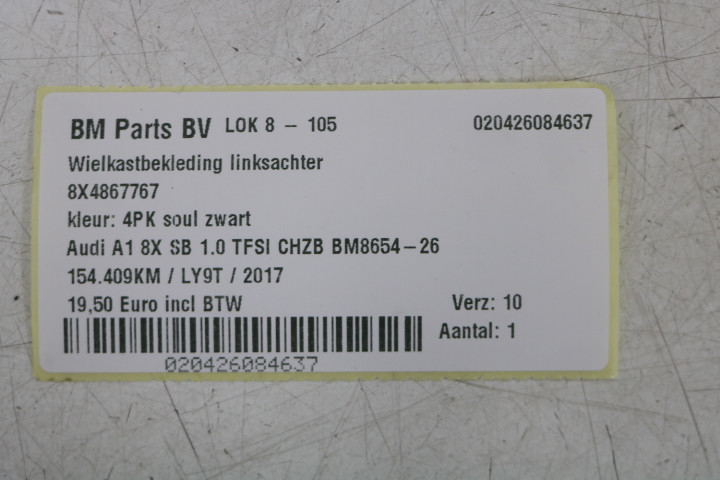 BM Parts BV LOK 8 - 105 020426084637
Wielkastbekleding linksachter
8X4867767
kleur: 4PK soul zwart
Audi A1 8X SB 1.0 TFSI CHZB BM8654-26
154.409KM / LY9T / 2017
19,50 Euro incl BTW Verz: 10
Aantal: 1
020426084637